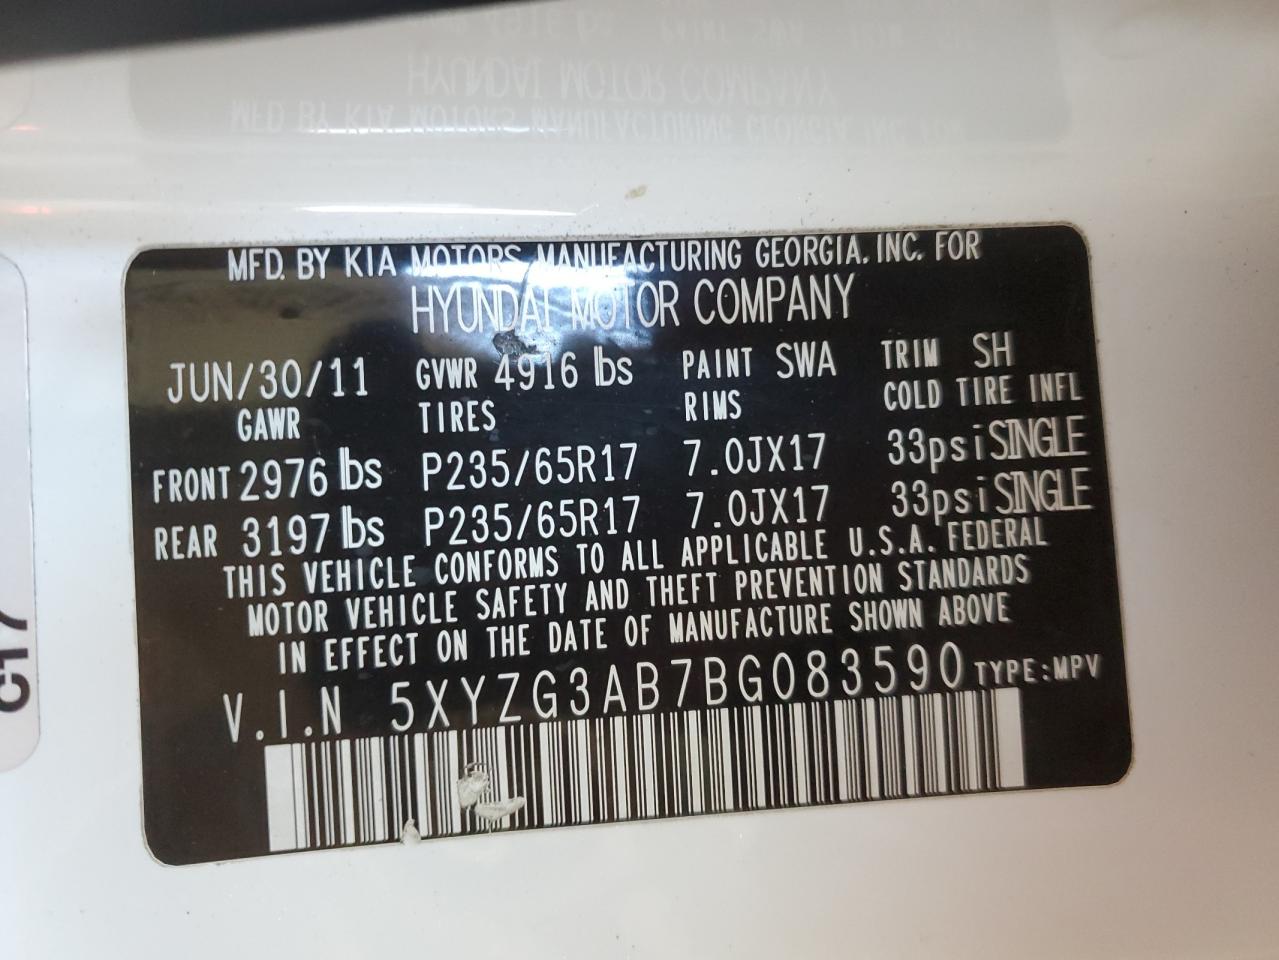 MFD. BY KIA MOTORS MANUFACTURING GEORGIA, INC. FOR
HYUNDAI MOTOR COMPANY
JUN/30/11 GVWR 4916 lbs PAINT SWA TRIM SH
GAWR TIRES RIMS COLD TIRE INFL
FRONT 2976 lbs P235/65R17 7.0JX17 33psi SINGLE
REAR 3197 lbs P235/65R17 7.0JX17 33psi SINGLE
THIS VEHICLE CONFORMS TO ALL APPLICABLE U.S.A. FEDERAL
MOTOR VEHICLE SAFETY AND THEFT PREVENTION STANDARDS
IN EFFECT ON THE DATE OF MANUFACTURE SHOWN ABOVE
V.I.N 5XYZG3AB7BG083590 TYPE:MPV